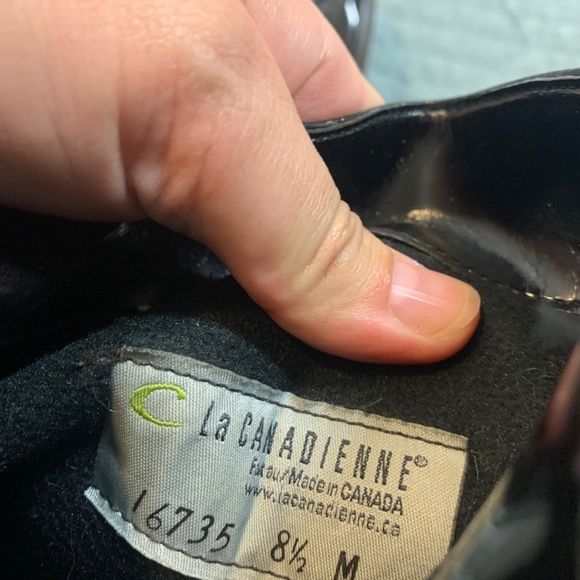 La CANADIENNE®
Fait au/Made in CANADA
www.lacanadienne.ca
16735 8½ M